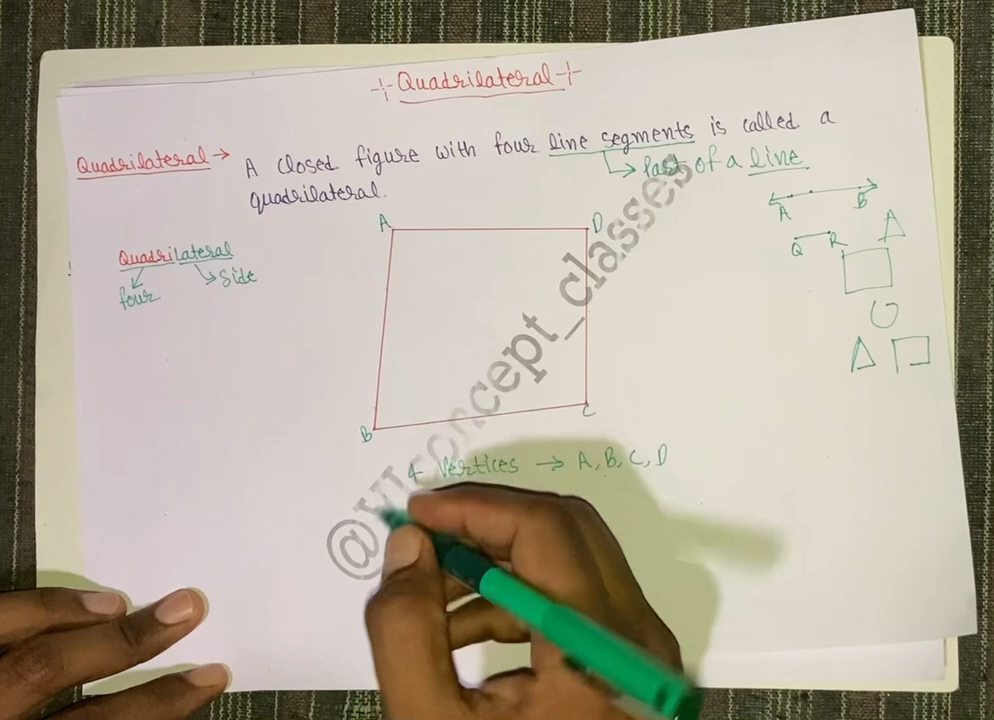 Quadrilateral
Quadrilateral → A closed figure with four line segments is called a
→ Part of a line
quadrilateral.
A B
Q R
Quadrilateral
four
side
A D
B C
4 vertices → A, B, C, D
concept_classes